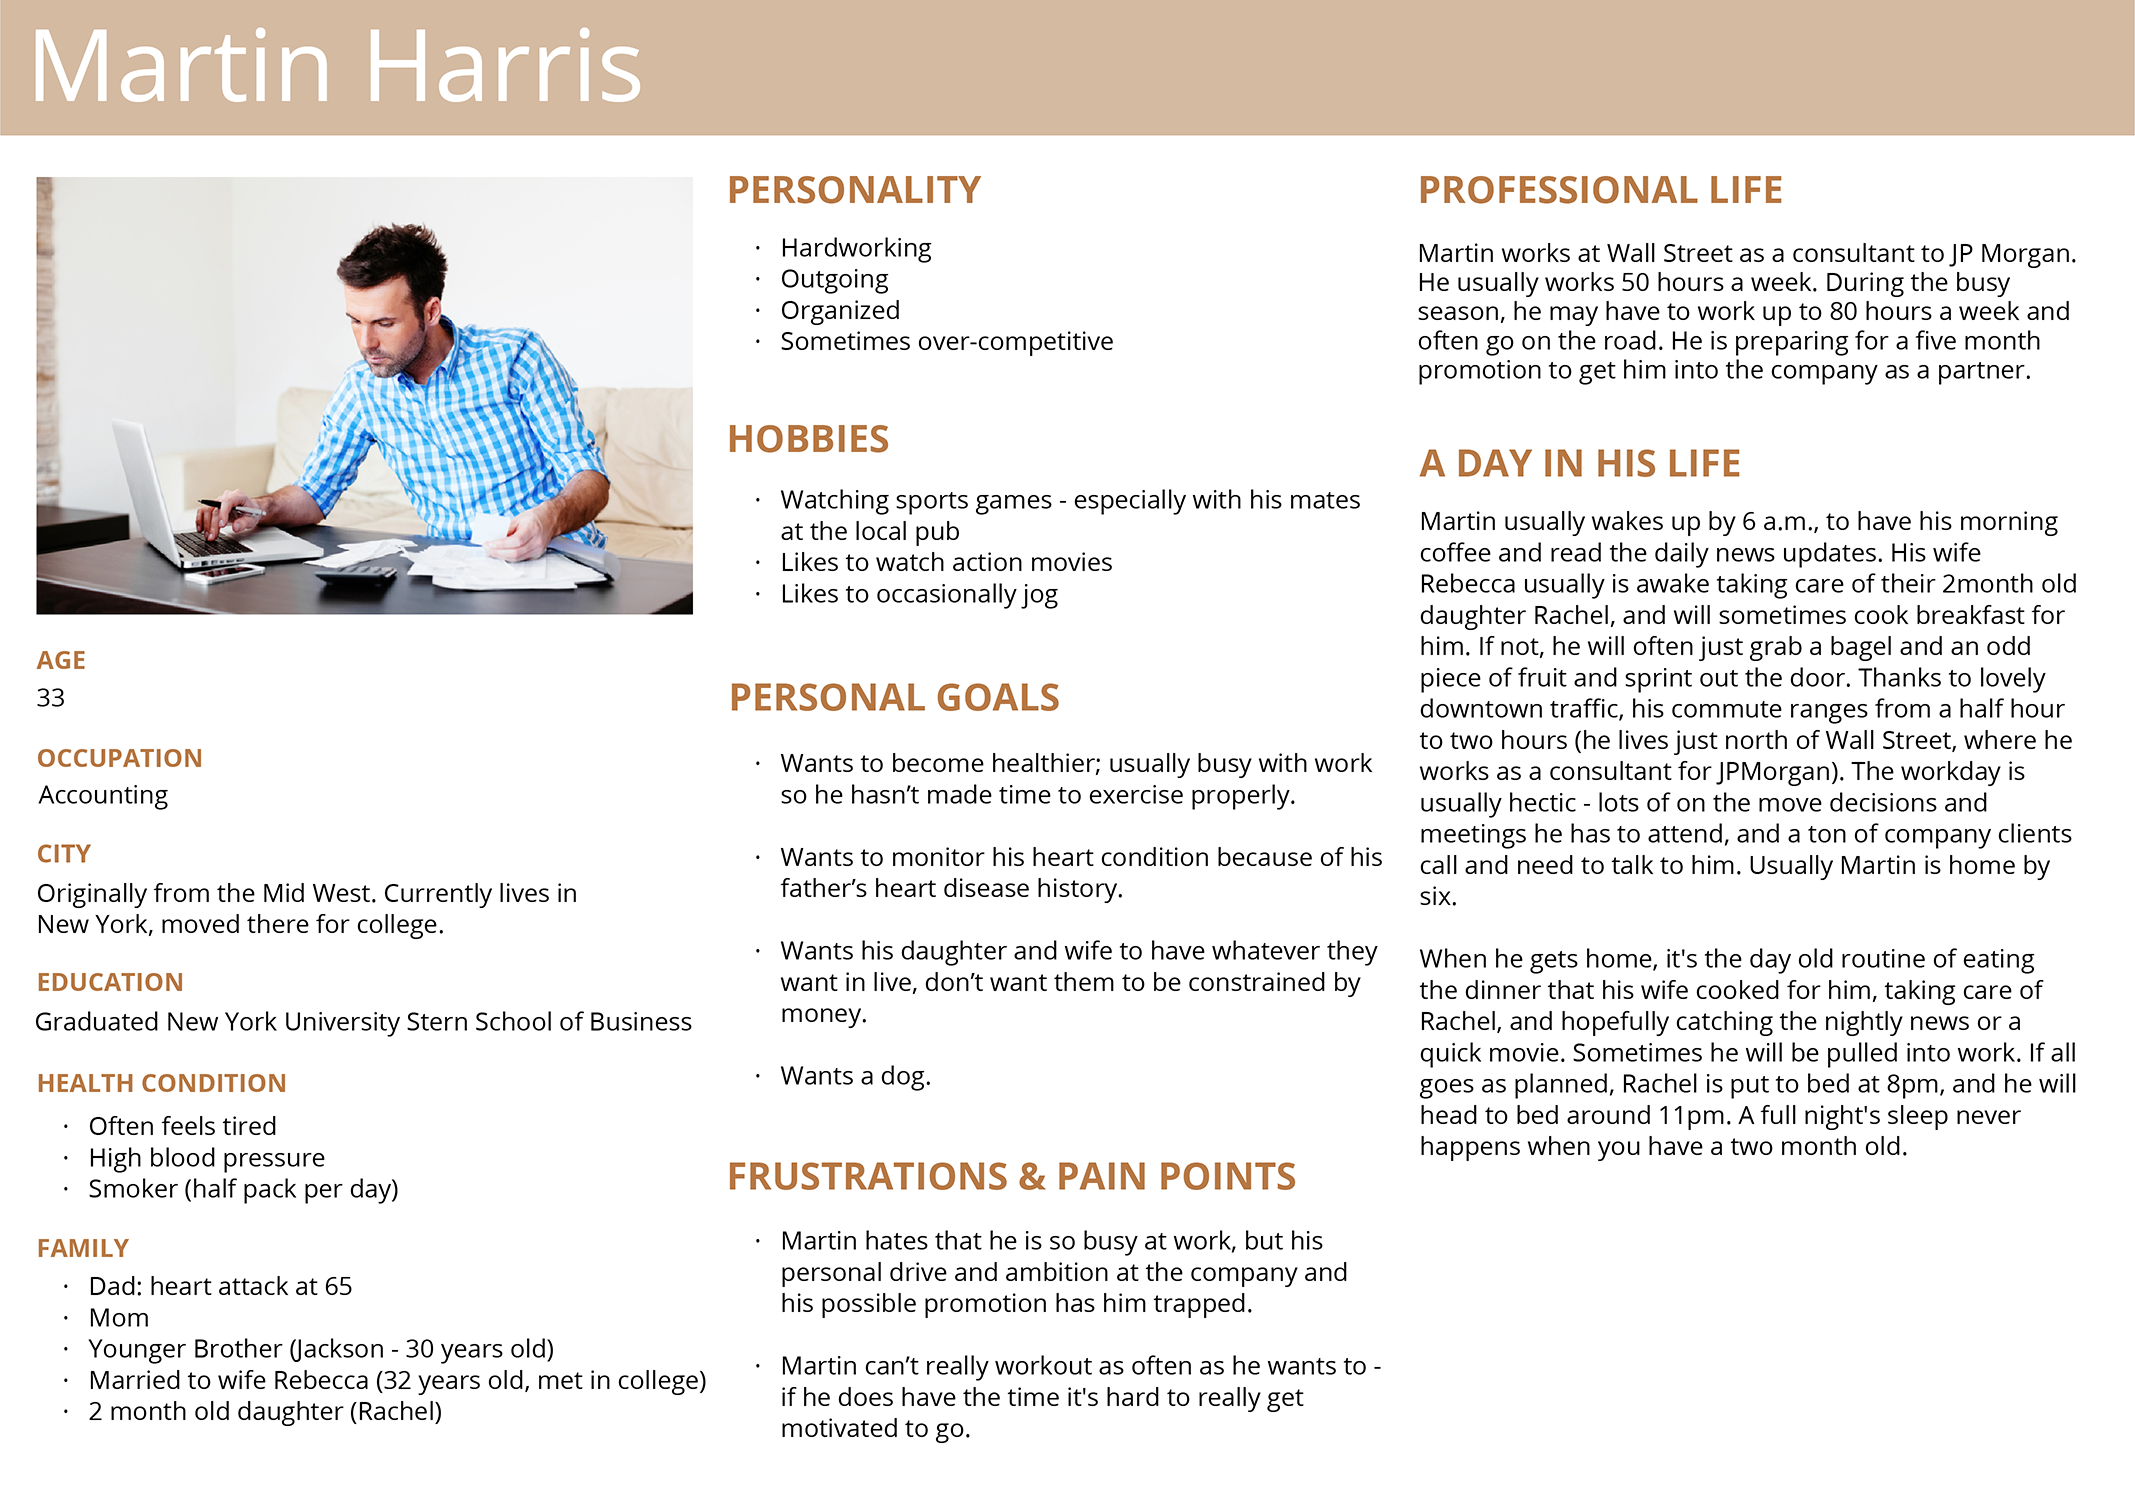 Martin Harris
AGE
33
OCCUPATION
Accounting
CITY
Originally from the Mid West. Currently lives in
New York, moved there for college.
EDUCATION
Graduated New York University Stern School of Business
HEALTH CONDITION
· Often feels tired
· High blood pressure
· Smoker (half pack per day)
FAMILY
· Dad: heart attack at 65
· Mom
· Younger Brother (Jackson - 30 years old)
· Married to wife Rebecca (32 years old, met in college)
· 2 month old daughter (Rachel)
PERSONALITY
· Hardworking
· Outgoing
· Organized
· Sometimes over-competitive
HOBBIES
· Watching sports games - especially with his mates
at the local pub
· Likes to watch action movies
· Likes to occasionally jog
PERSONAL GOALS
· Wants to become healthier; usually busy with work
so he hasn’t made time to exercise properly.
· Wants to monitor his heart condition because of his
father’s heart disease history.
· Wants his daughter and wife to have whatever they
want in live, don’t want them to be constrained by
money.
· Wants a dog.
FRUSTRATIONS & PAIN POINTS
· Martin hates that he is so busy at work, but his
personal drive and ambition at the company and
his possible promotion has him trapped.
· Martin can’t really workout as often as he wants to -
if he does have the time it's hard to really get
motivated to go.
PROFESSIONAL LIFE
Martin works at Wall Street as a consultant to JP Morgan.
He usually works 50 hours a week. During the busy
season, he may have to work up to 80 hours a week and
often go on the road. He is preparing for a five month
promotion to get him into the company as a partner.
A DAY IN HIS LIFE
Martin usually wakes up by 6 a.m., to have his morning
coffee and read the daily news updates. His wife
Rebecca usually is awake taking care of their 2month old
daughter Rachel, and will sometimes cook breakfast for
him. If not, he will often just grab a bagel and an odd
piece of fruit and sprint out the door. Thanks to lovely
downtown traffic, his commute ranges from a half hour
to two hours (he lives just north of Wall Street, where he
works as a consultant for JPMorgan). The workday is
usually hectic - lots of on the move decisions and
meetings he has to attend, and a ton of company clients
call and need to talk to him. Usually Martin is home by
six.
When he gets home, it's the day old routine of eating
the dinner that his wife cooked for him, taking care of
Rachel, and hopefully catching the nightly news or a
quick movie. Sometimes he will be pulled into work. If all
goes as planned, Rachel is put to bed at 8pm, and he will
head to bed around 11pm. A full night's sleep never
happens when you have a two month old.